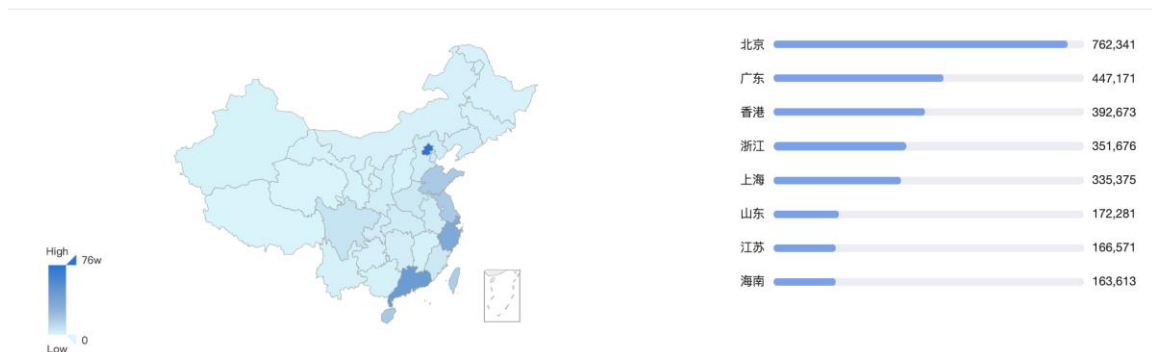 High
76w
0
Low
北京 762,341
广东 447,171
香港 392,673
浙江 351,676
上海 335,375
山东 172,281
江苏 166,571
海南 163,613